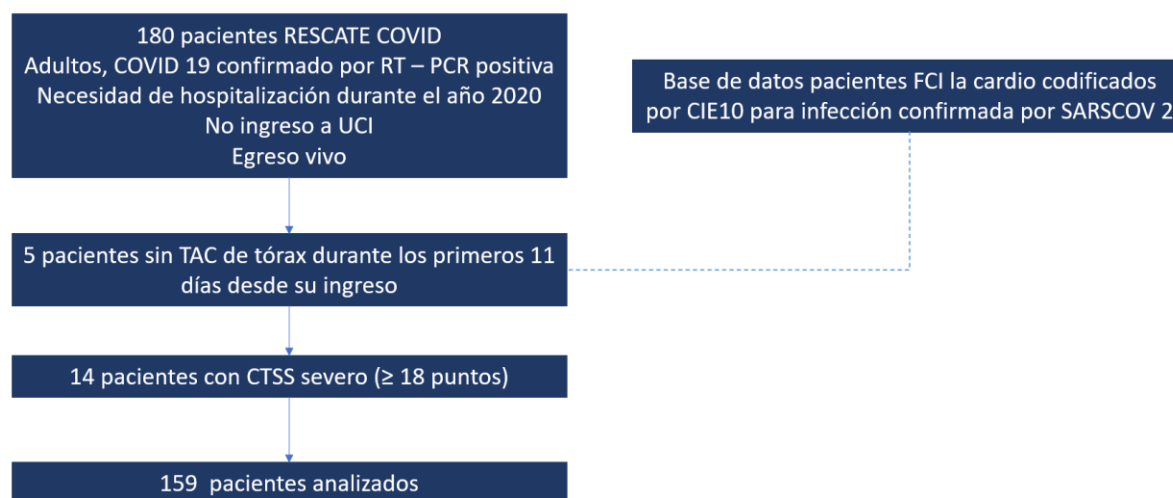 180 pacientes RESCATE COVID
Adultos, COVID 19 confirmado por RT – PCR positiva
Necesidad de hospitalización durante el año 2020
No ingreso a UCI
Egreso vivo
Base de datos pacientes FCI la cardio codificados
por CIE10 para infección confirmada por SARSCOV 2
5 pacientes sin TAC de tórax durante los primeros 11
días desde su ingreso
14 pacientes con CTSS severo (≥ 18 puntos)
159 pacientes analizados